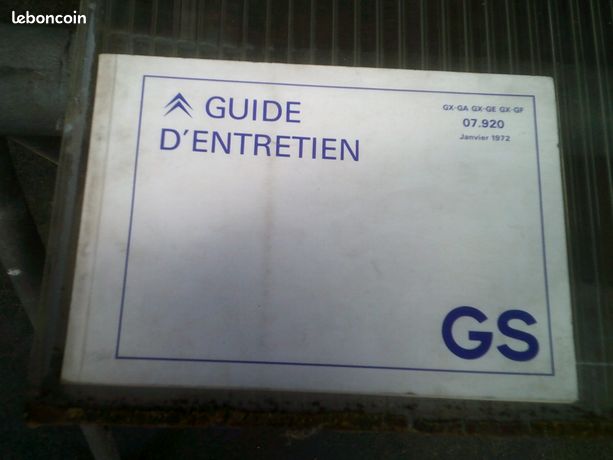 leboncoin
GUIDE
D'ENTRETIEN
GX-GA GX-GE GX-GF
07.920
Janvier 1972
GS